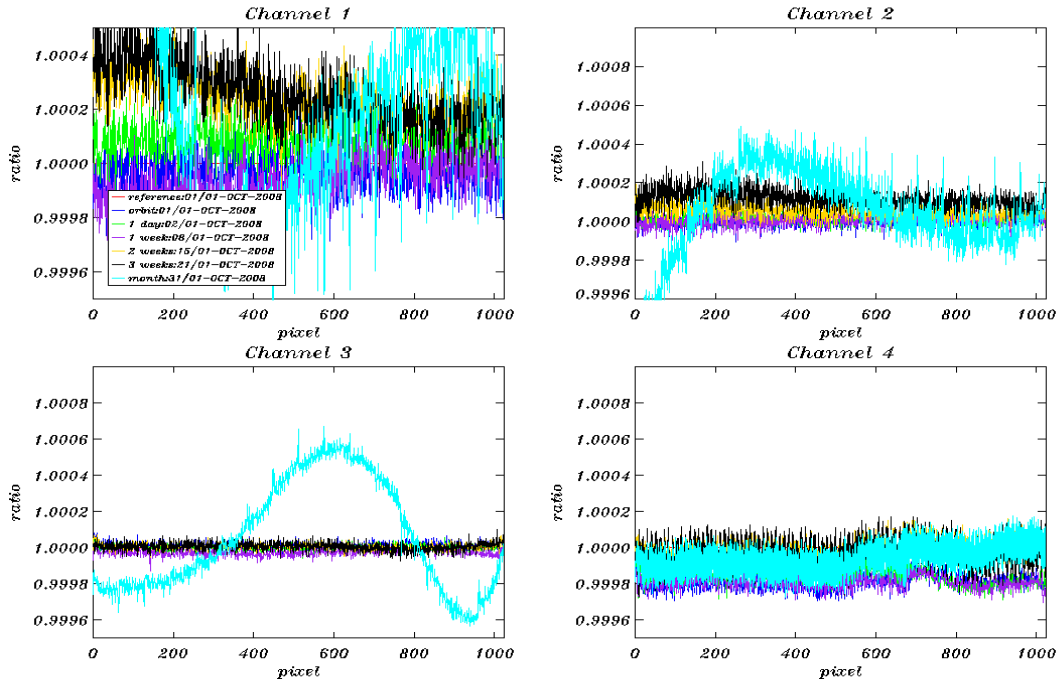 Channel 1
1.0004
1.0002
1.0000
0.9998
0.9996
ratio
reference:01/01-OCT-2008
orbit:01/01-OCT-2008
1 day:02/01-OCT-2008
1 week:08/01-OCT-2008
2 weeks:15/01-OCT-2008
3 weeks:21/01-OCT-2008
month:31/01-OCT-2008
0 200 400 600 800 1000
pixel
Channel 2
1.0008
1.0006
1.0004
1.0002
1.0000
0.9998
0.9996
ratio
0 200 400 600 800 1000
pixel
Channel 3
1.0008
1.0006
1.0004
1.0002
1.0000
0.9998
0.9996
ratio
0 200 400 600 800 1000
pixel
Channel 4
1.0008
1.0006
1.0004
1.0002
1.0000
0.9998
0.9996
ratio
0 200 400 600 800 1000
pixel